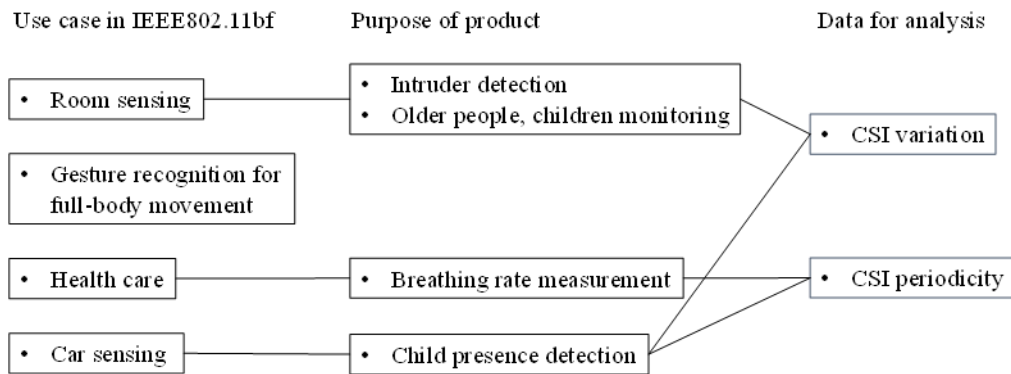 Use case in IEEE802.11bf
Purpose of product
Data for analysis
• Room sensing
• Intruder detection
• Older people, children monitoring
• CSI variation
• Gesture recognition for
full-body movement
• Health care
• Breathing rate measurement
• CSI periodicity
• Car sensing
• Child presence detection